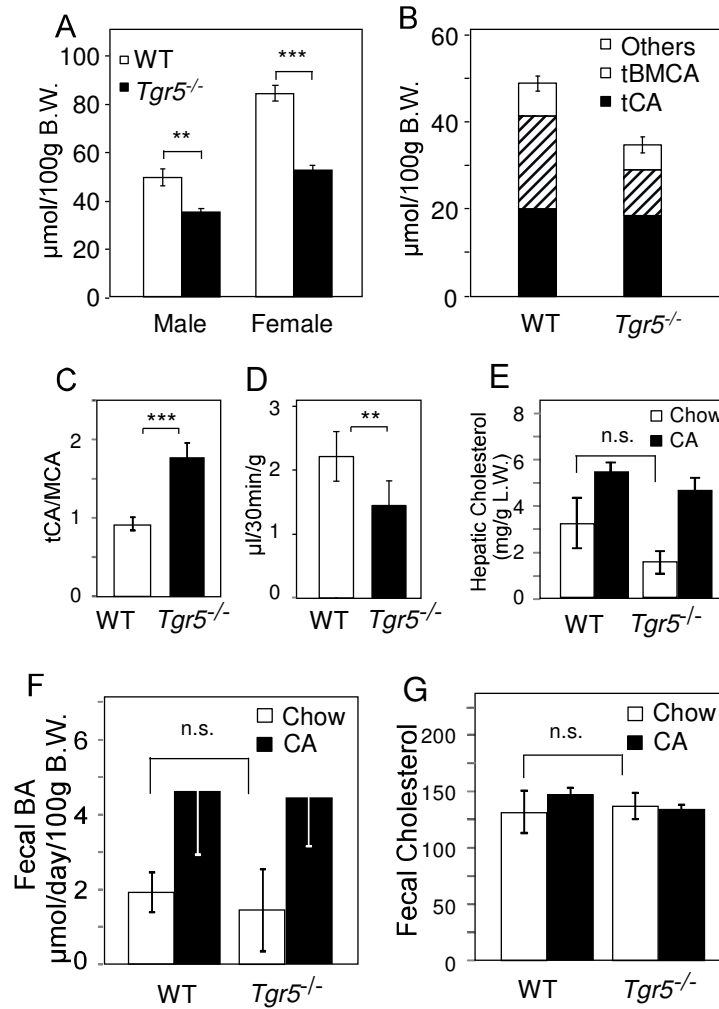 A
WT
Tgr5-/-
***
**
100
80
60
40
20
0
µmol/100g B.W.
Male Female
B
Others
tBMCA
tCA
60
40
20
0
µmol/100g B.W.
WT Tgr5-/-
C
***
2
1
0
tCA/MCA
WT Tgr5-/-
D
**
3
2
1
0
µl/30min/g
WT Tgr5-/-
E
Chow
CA
n.s.
8
6
4
2
0
Hepatic Cholesterol
(mg/g L.W.)
WT Tgr5-/-
F
Chow
CA
n.s.
6
4
2
0
Fecal BA
µmol/day/100g B.W.
WT Tgr5-/-
G
Chow
CA
n.s.
200
150
100
50
0
Fecal Cholesterol
WT Tgr5-/-